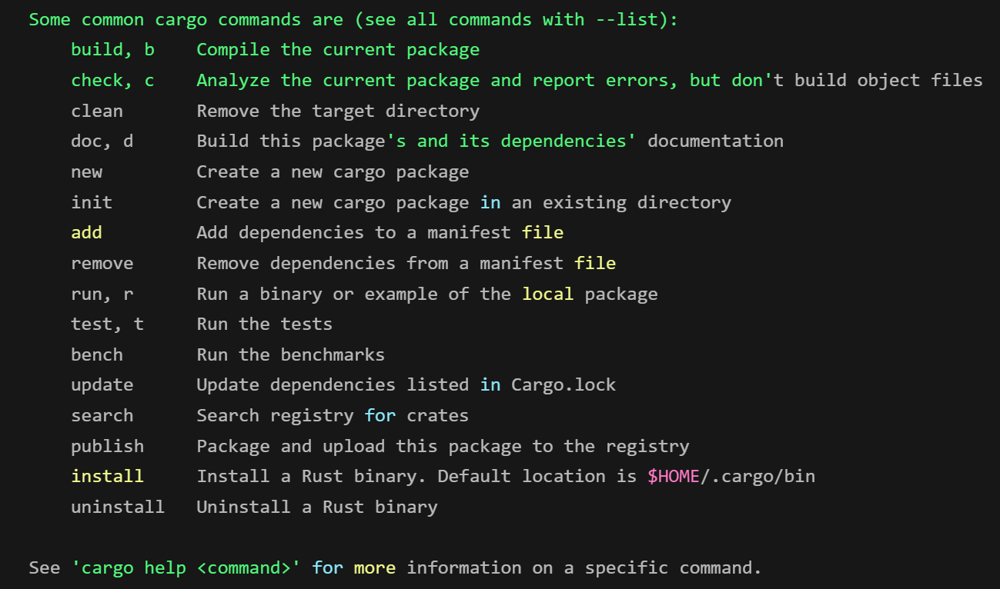 Some common cargo commands are (see all commands with --list):
    build, b    Compile the current package
    check, c    Analyze the current package and report errors, but don't build object files
    clean       Remove the target directory
    doc, d      Build this package's and its dependencies' documentation
    new         Create a new cargo package
    init        Create a new cargo package in an existing directory
    add         Add dependencies to a manifest file
    remove      Remove dependencies from a manifest file
    run, r      Run a binary or example of the local package
    test, t     Run the tests
    bench       Run the benchmarks
    update      Update dependencies listed in Cargo.lock
    search      Search registry for crates
    publish     Package and upload this package to the registry
    install     Install a Rust binary. Default location is $HOME/.cargo/bin
    uninstall   Uninstall a Rust binary

See 'cargo help <command>' for more information on a specific command.